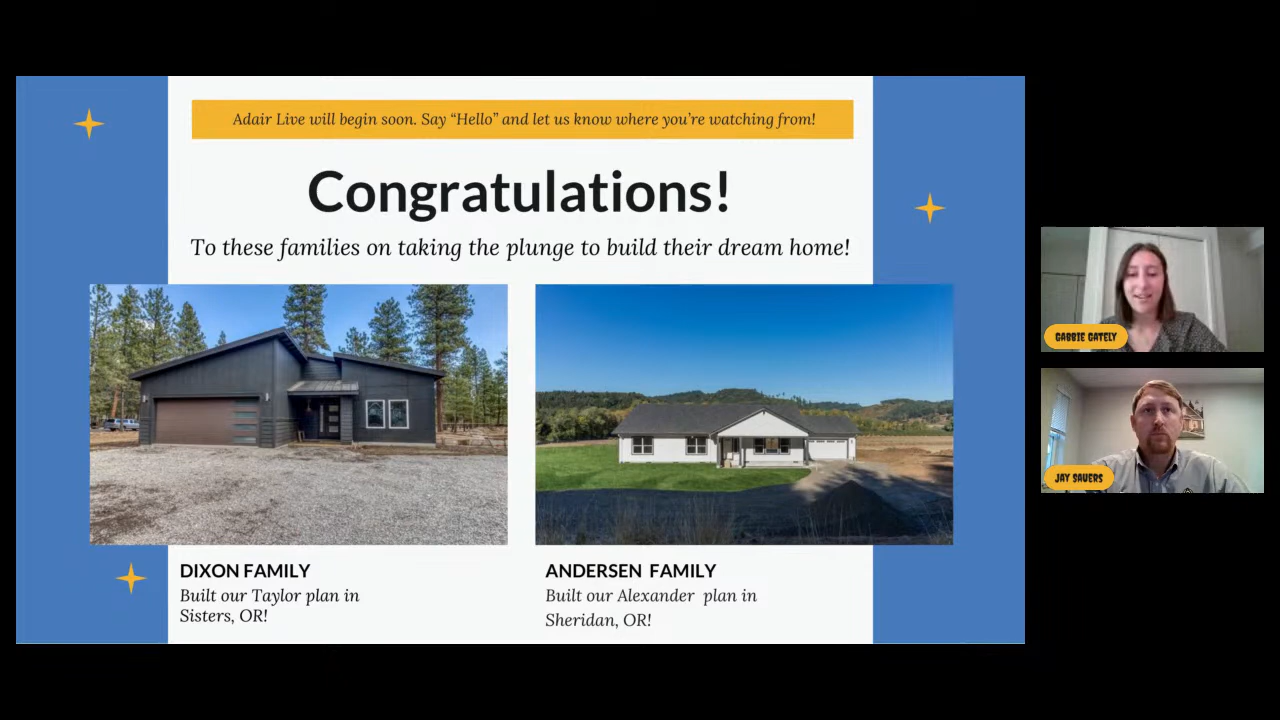 Adair Live will begin soon. Say “Hello” and let us know where you’re watching from!
Congratulations!
To these families on taking the plunge to build their dream home!
GABBIE GATELY
JAY SAUERS
DIXON FAMILY
Built our Taylor plan in
Sisters, OR!
ANDERSEN FAMILY
Built our Alexander plan in
Sheridan, OR!